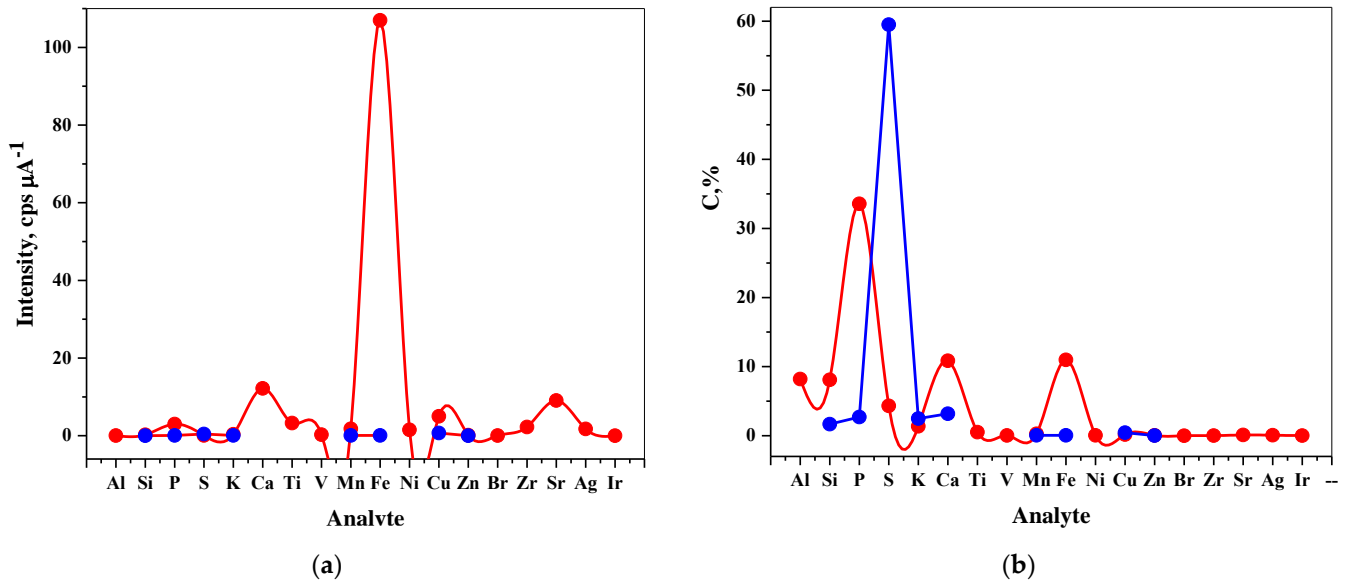 100
80
60
40
20
0
Intensity, cps µA⁻¹
Al Si P S K Ca Ti V Mn Fe Ni Cu Zn Br Zr Sr Ag Ir
Analvte
(a)
60
50
40
30
20
10
0
C,%
Al Si P S K Ca Ti V Mn Fe Ni Cu Zn Br Zr Sr Ag Ir --
Analyte
(b)